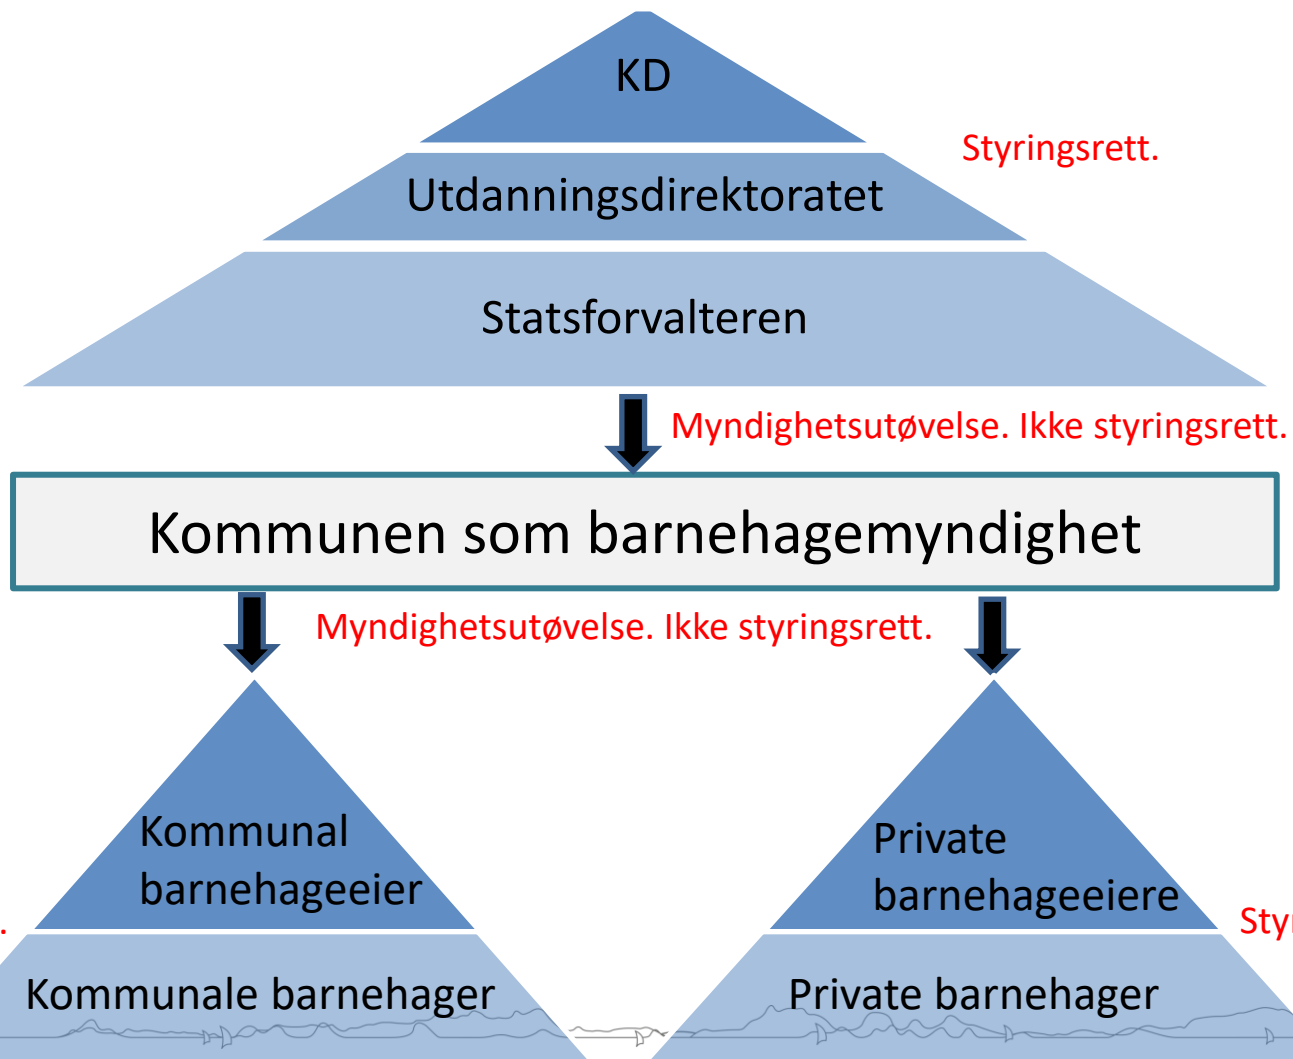 KD
Styringsrett.
Utdanningsdirektoratet
Statsforvalteren
Myndighetsutøvelse. Ikke styringsrett.
Kommunen som barnehagemyndighet
Myndighetsutøvelse. Ikke styringsrett.
Kommunal
barnehageeier
Private
barnehageeiere
Kommunale barnehager
Private barnehager